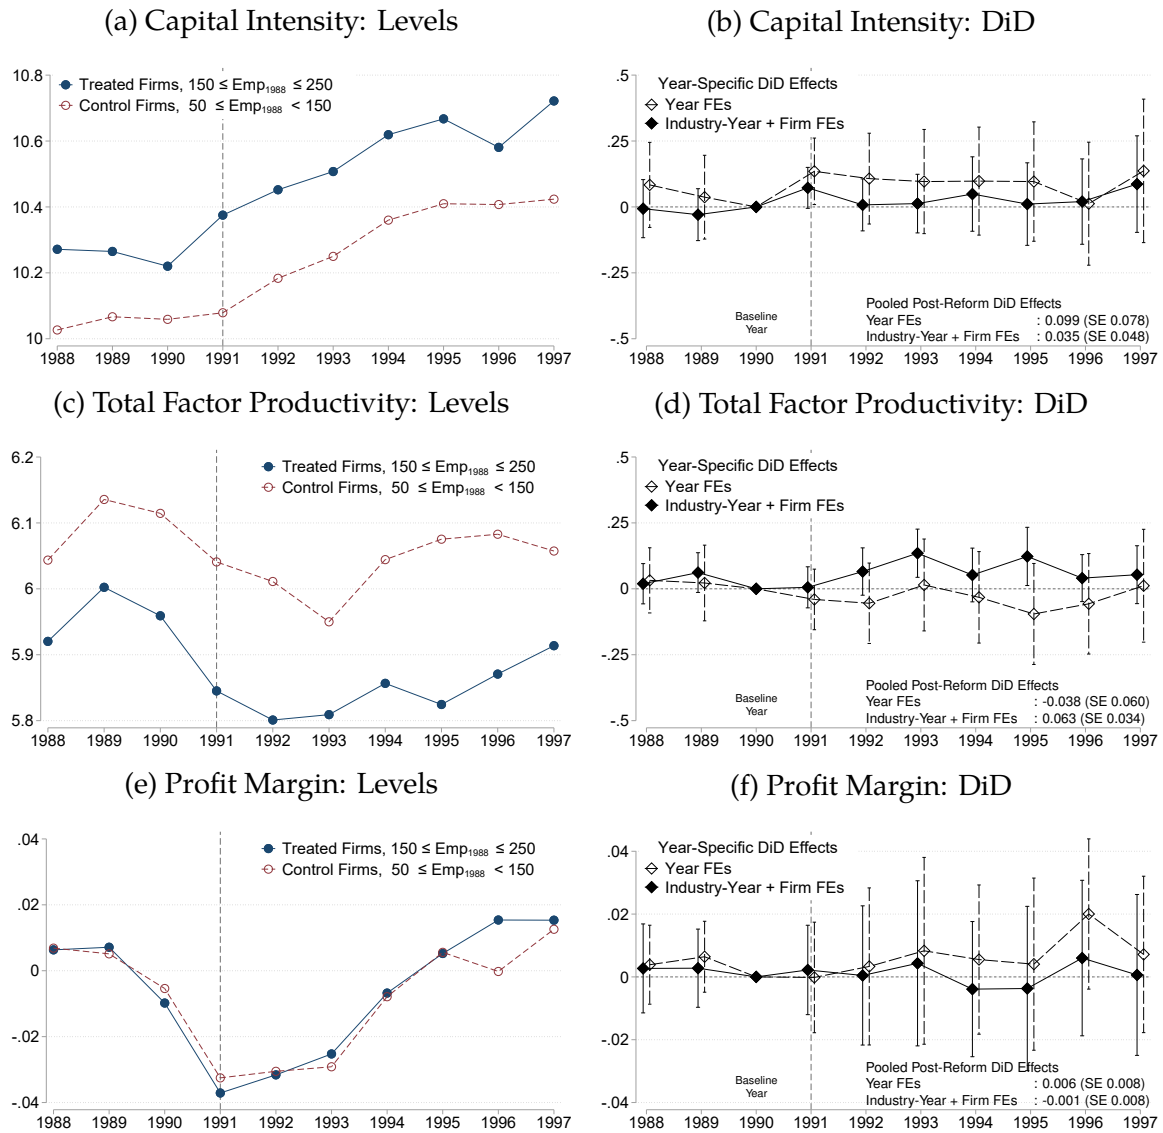 (a) Capital Intensity: Levels
10.8
10.6
10.4
10.2
10
Treated Firms, 150 ≤ Emp1988 ≤ 250
Control Firms, 50 ≤ Emp1988 < 150
1988 1989 1990 1991 1992 1993 1994 1995 1996 1997
(b) Capital Intensity: DiD
.5
.25
0
-.25
-.5
Year-Specific DiD Effects
Year FEs
Industry-Year + Firm FEs
Baseline
Year
Pooled Post-Reform DiD Effects
Year FEs : 0.099 (SE 0.078)
Industry-Year + Firm FEs : 0.035 (SE 0.048)
1988 1989 1990 1991 1992 1993 1994 1995 1996 1997
(c) Total Factor Productivity: Levels
6.2
6.1
6
5.9
5.8
Treated Firms, 150 ≤ Emp1988 ≤ 250
Control Firms, 50 ≤ Emp1988 < 150
1988 1989 1990 1991 1992 1993 1994 1995 1996 1997
(d) Total Factor Productivity: DiD
.5
.25
0
-.25
-.5
Year-Specific DiD Effects
Year FEs
Industry-Year + Firm FEs
Baseline
Year
Pooled Post-Reform DiD Effects
Year FEs : -0.038 (SE 0.060)
Industry-Year + Firm FEs : 0.063 (SE 0.034)
1988 1989 1990 1991 1992 1993 1994 1995 1996 1997
(e) Profit Margin: Levels
.04
.02
0
-.02
-.04
Treated Firms, 150 ≤ Emp1988 ≤ 250
Control Firms, 50 ≤ Emp1988 < 150
1988 1989 1990 1991 1992 1993 1994 1995 1996 1997
(f) Profit Margin: DiD
.04
.02
0
-.02
-.04
Year-Specific DiD Effects
Year FEs
Industry-Year + Firm FEs
Baseline
Year
Pooled Post-Reform DiD Effects
Year FEs : 0.006 (SE 0.008)
Industry-Year + Firm FEs : -0.001 (SE 0.008)
1988 1989 1990 1991 1992 1993 1994 1995 1996 1997